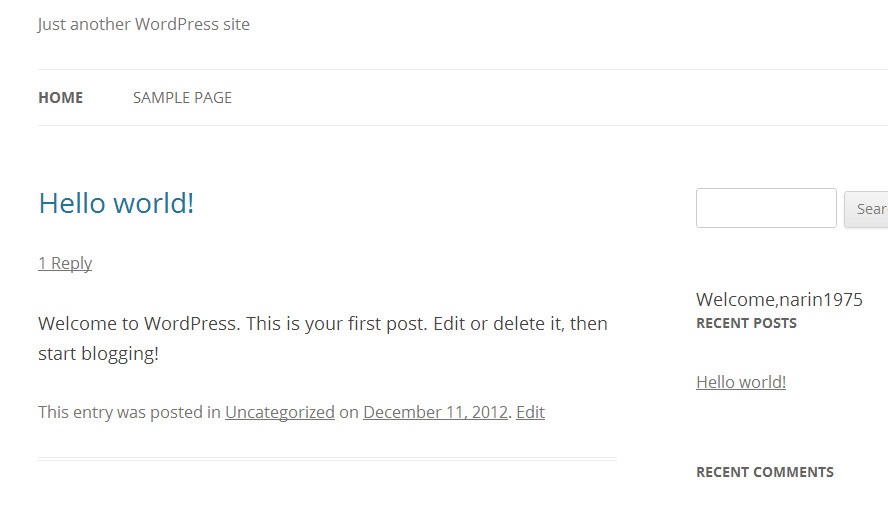 Just another WordPress site
HOME SAMPLE PAGE
Hello world!
1 Reply
Welcome to WordPress. This is your first post. Edit or delete it, then
start blogging!
This entry was posted in Uncategorized on December 11, 2012. Edit
Sear
Welcome,narin1975
RECENT POSTS
Hello world!
RECENT COMMENTS